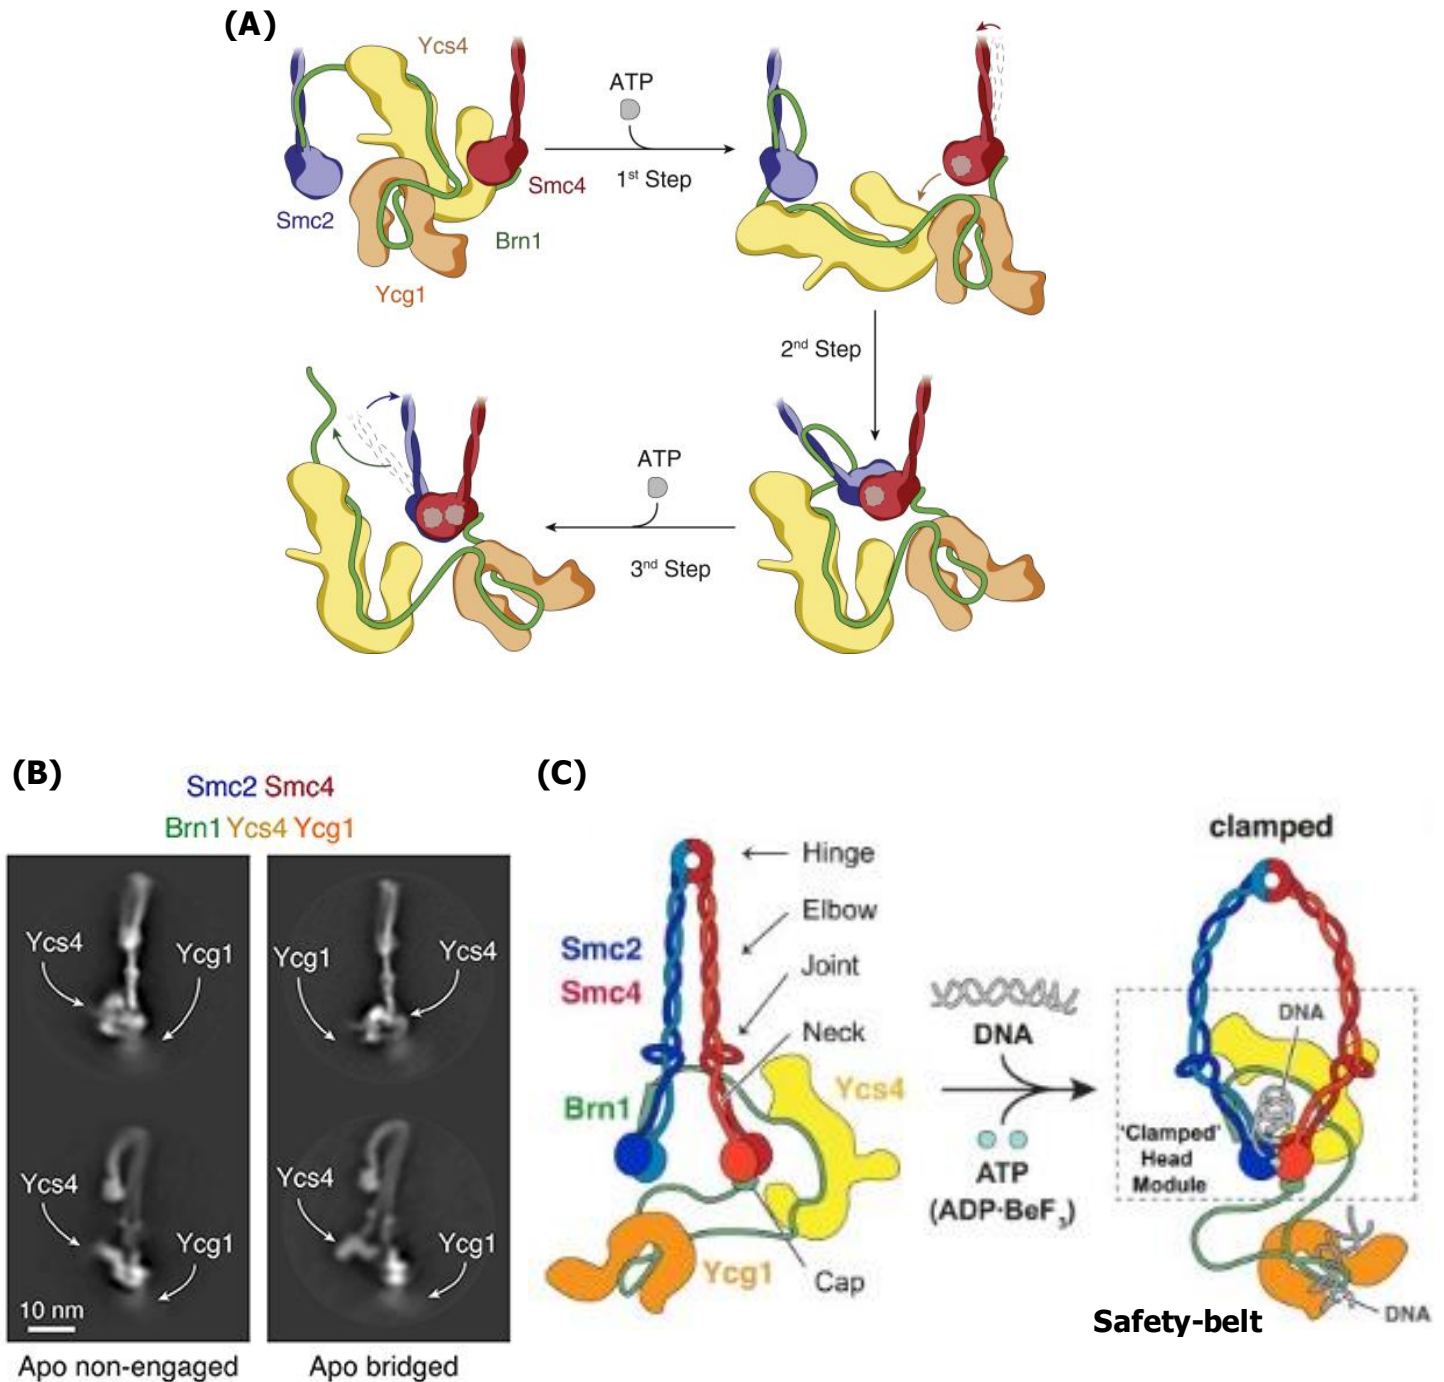 (A)
Ycs4
ATP
1st Step
Smc4
Smc2
Brn1
Ycg1
2nd Step
ATP
3nd Step
(B)
Smc2 Smc4
Brn1 Ycs4 Ycg1
Ycs4
Ycg1
Ycg1
Ycs4
Ycs4
Ycg1
Ycs4
Ycg1
10 nm
Apo non-engaged
Apo bridged
(C)
clamped
Hinge
Elbow
Smc2
Smc4
Joint
Neck
Brn1
Ycs4
Ycg1
Cap
DNA
ATP
(ADP·BeF3)
DNA
'Clamped'
Head
Module
DNA
Safety-belt